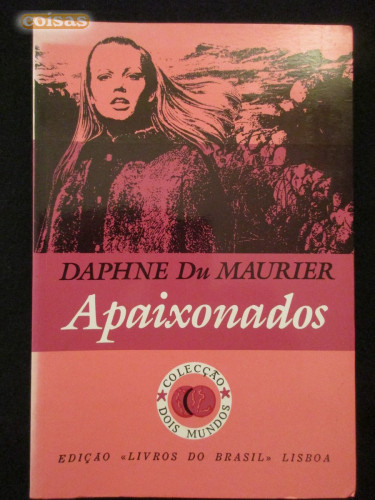 coisas
DAPHNE Du MAURIER
Apaixonados
COLECÇÃO
DOIS MUNDOS
EDIÇÃO «LIVROS DO BRASIL» LISBOA